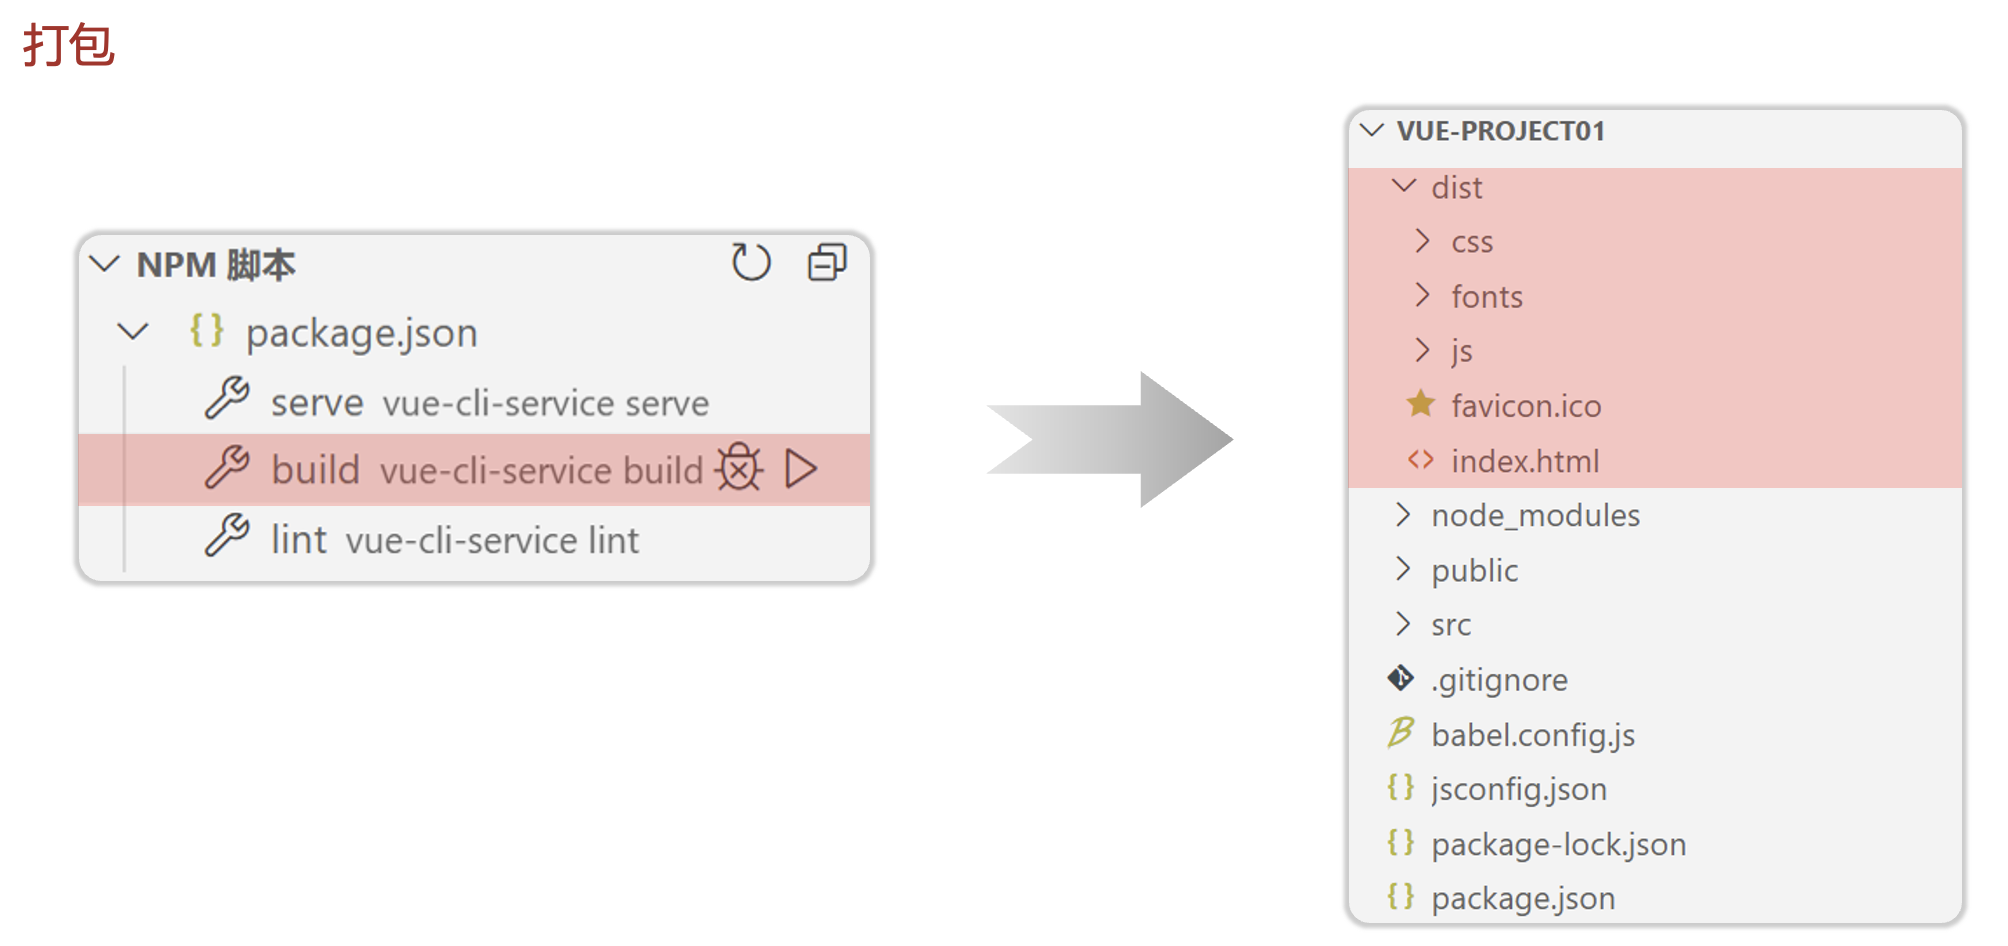 打包
NPM 脚本
package.json
serve vue-cli-service serve
build vue-cli-service build
lint vue-cli-service lint
VUE-PROJECT01
dist
css
fonts
js
favicon.ico
index.html
node_modules
public
src
.gitignore
babel.config.js
jsconfig.json
package-lock.json
package.json